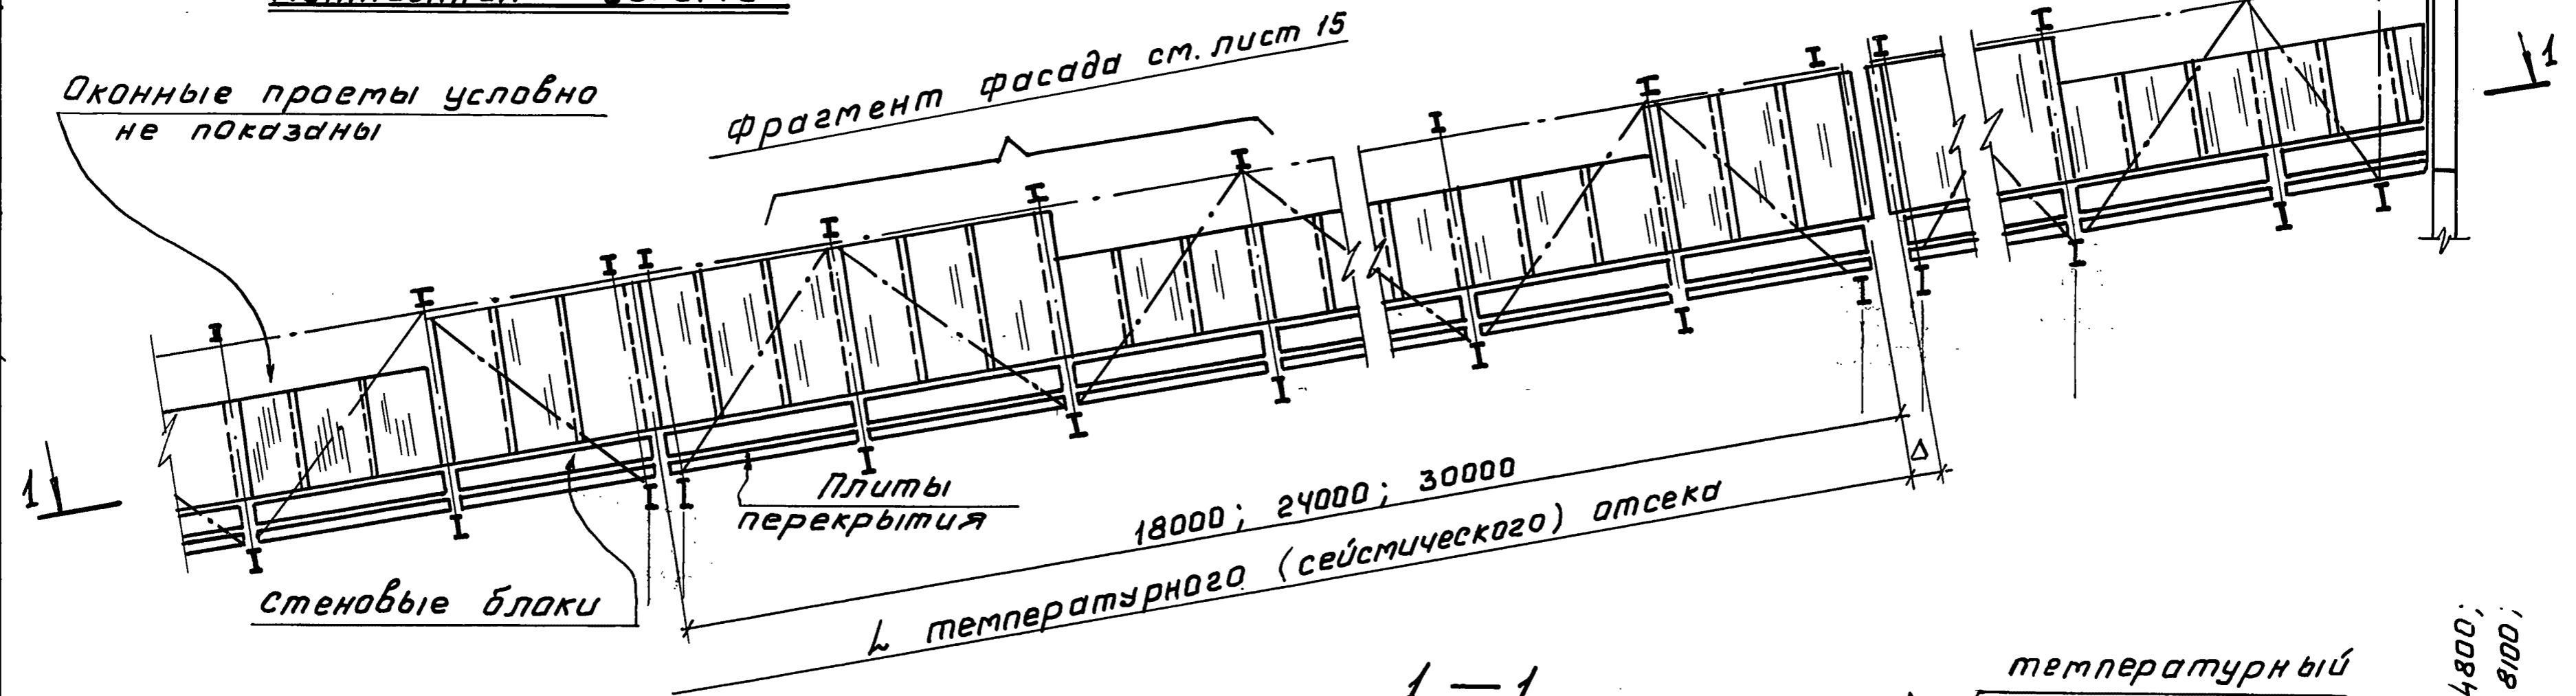 Оконные проемы условно
не показаны
Фрагмент фасада см. лист 15
1
1
Плиты
перекрытия
стеновые блоки
18000; 24000; 30000
Δ
L температурного (сейстического) отсека
1 — 1
температурный
4800;
8100;